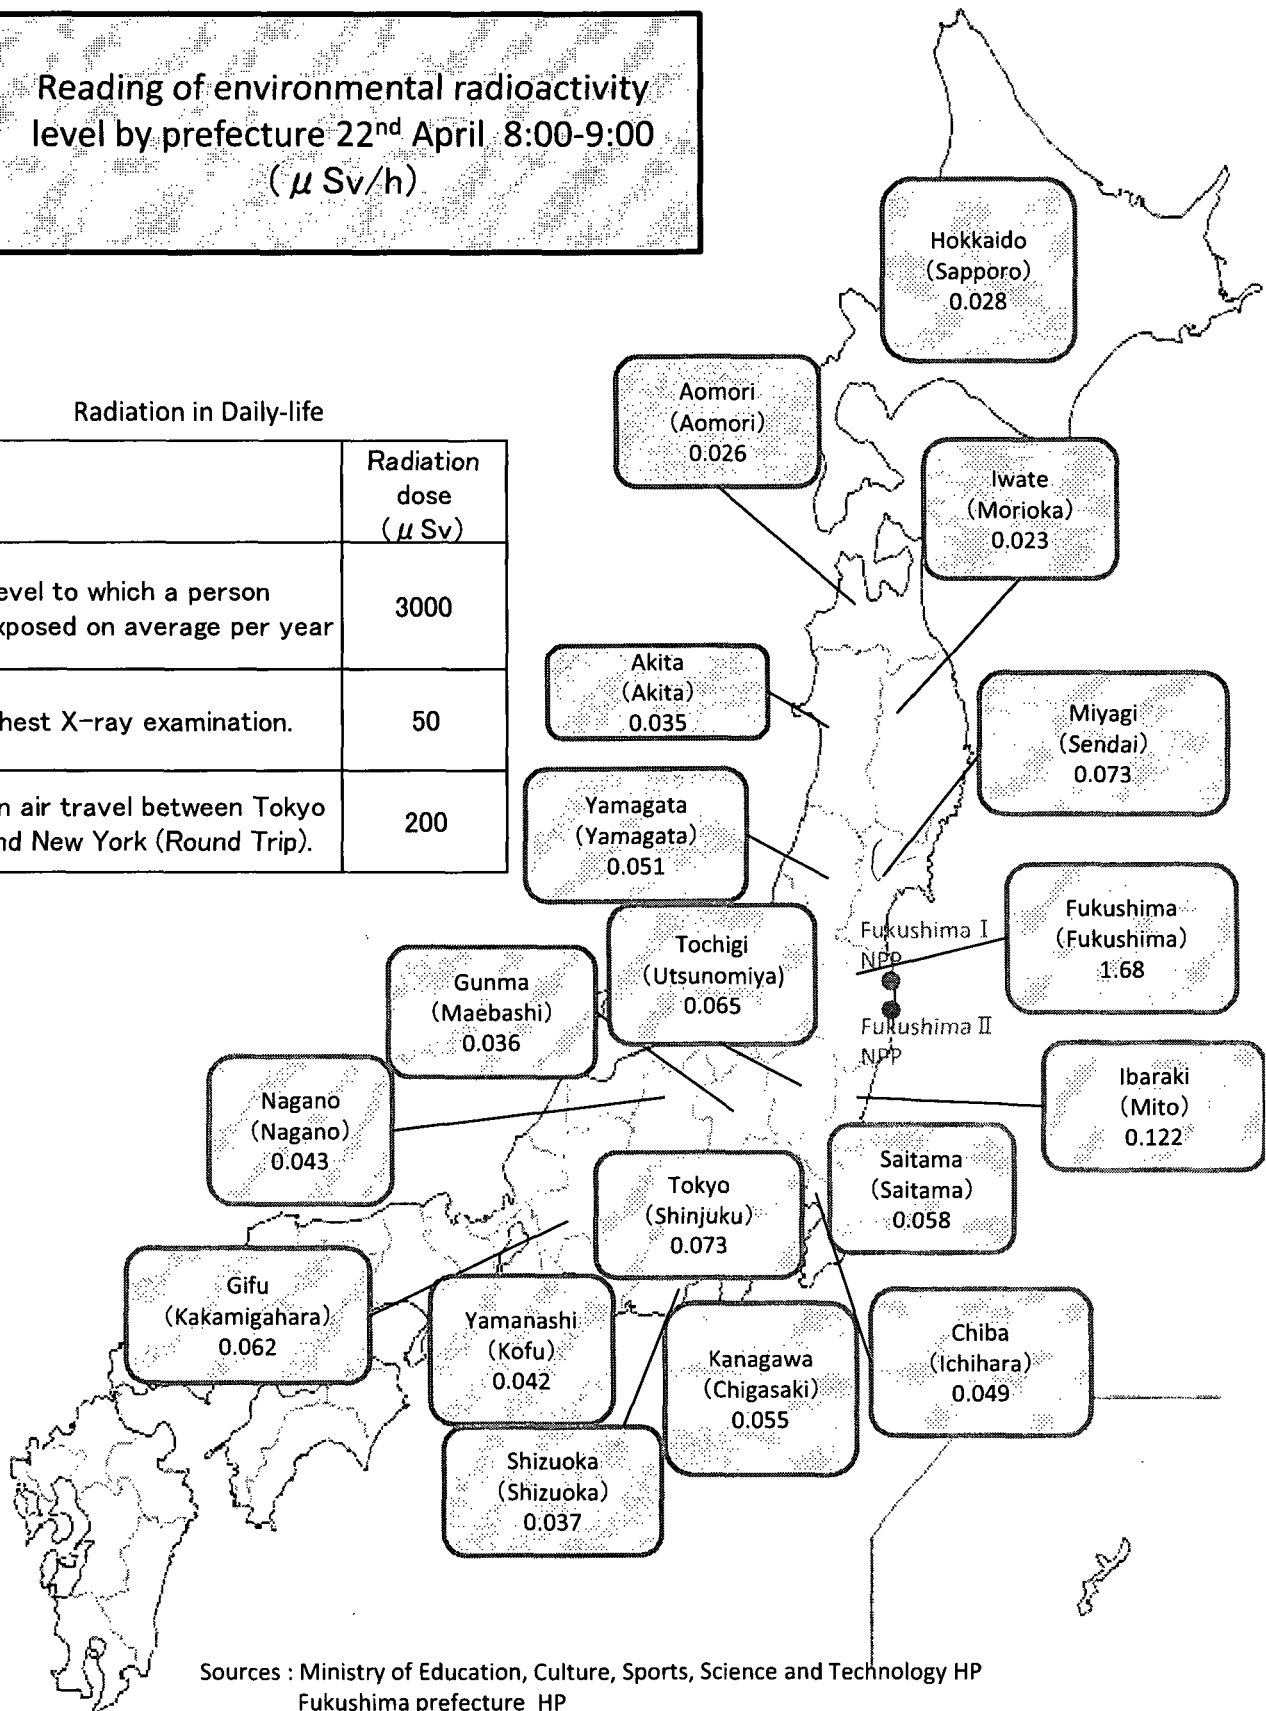 Reading of environmental radioactivity
level by prefecture 22nd April 8:00-9:00
(μ Sv/h)
Hokkaido
(Sapporo)
0.028
Aomori
(Aomori)
0.026
Iwate
(Morioka)
0.023
Radiation in Daily-life
Radiation
dose
(μ Sv)
evel to which a person
xposed on average per year
3000
hest X-ray examination.
50
n air travel between Tokyo
nd New York (Round Trip).
200
Akita
(Akita)
0.035
Miyagi
(Sendai)
0.073
Yamagata
(Yamagata)
0.051
Fukushima
(Fukushima)
1.68
Fukushima I
NPP
Fukushima II
NPP
Tochigi
(Utsunomiya)
0.065
Gunma
(Maebashi)
0.036
Ibaraki
(Mito)
0.122
Nagano
(Nagano)
0.043
Saitama
(Saitama)
0.058
Tokyo
(Shinjuku)
0.073
Gifu
(Kakamigahara)
0.062
Yamanashi
(Kofu)
0.042
Kanagawa
(Chigasaki)
0.055
Chiba
(Ichihara)
0.049
Shizuoka
(Shizuoka)
0.037
Sources : Ministry of Education, Culture, Sports, Science and Technology HP
Fukushima prefecture HP